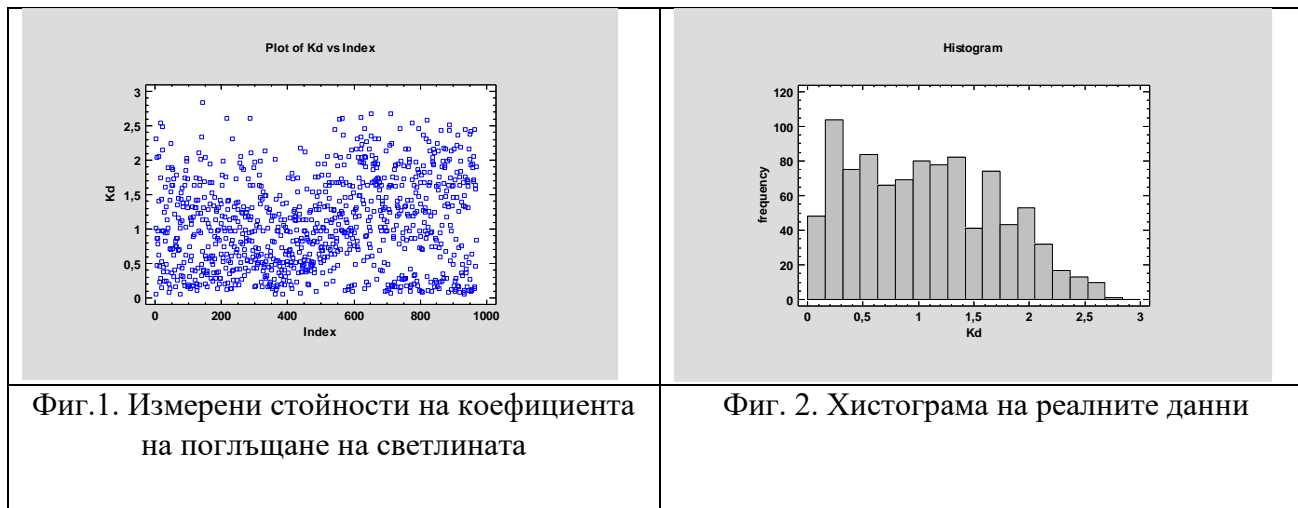 Plot of Kd vs Index
3
2,5
2
1,5
1
0,5
0
Kd
0 200 400 600 800 1000
Index
Фиг.1. Измерени стойности на коефициента
на поглъщане на светлината
Histogram
120
100
80
60
40
20
0
frequency
0 0,5 1 1,5 2 2,5 3
Kd
Фиг. 2. Хистограма на реалните данни